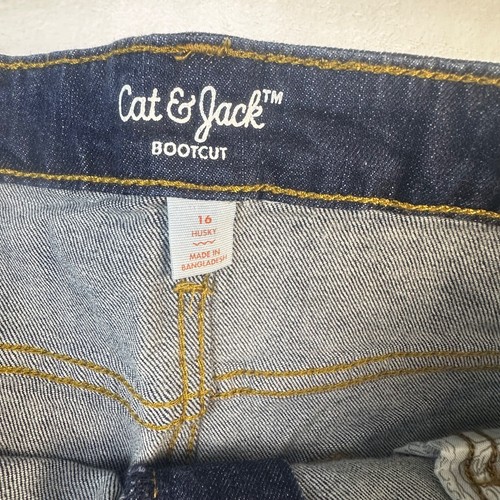 Cat & Jack™
BOOTCUT
16
HUSKY
MADE IN
BANGLADESH